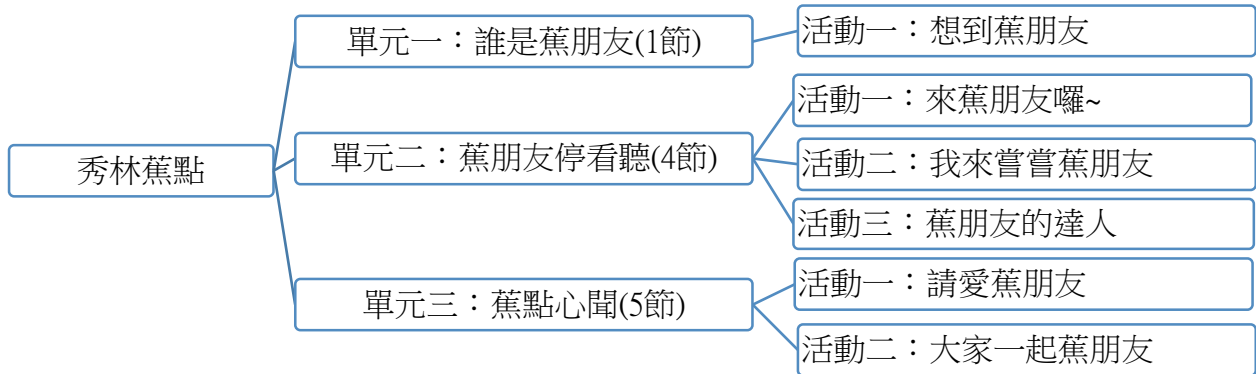 秀林蕉點
單元一：誰是蕉朋友(1節)
活動一：想到蕉朋友
單元二：蕉朋友停看聽(4節)
活動一：來蕉朋友囉~
活動二：我來嘗嘗蕉朋友
活動三：蕉朋友的達人
單元三：蕉點心聞(5節)
活動一：請愛蕉朋友
活動二：大家一起蕉朋友